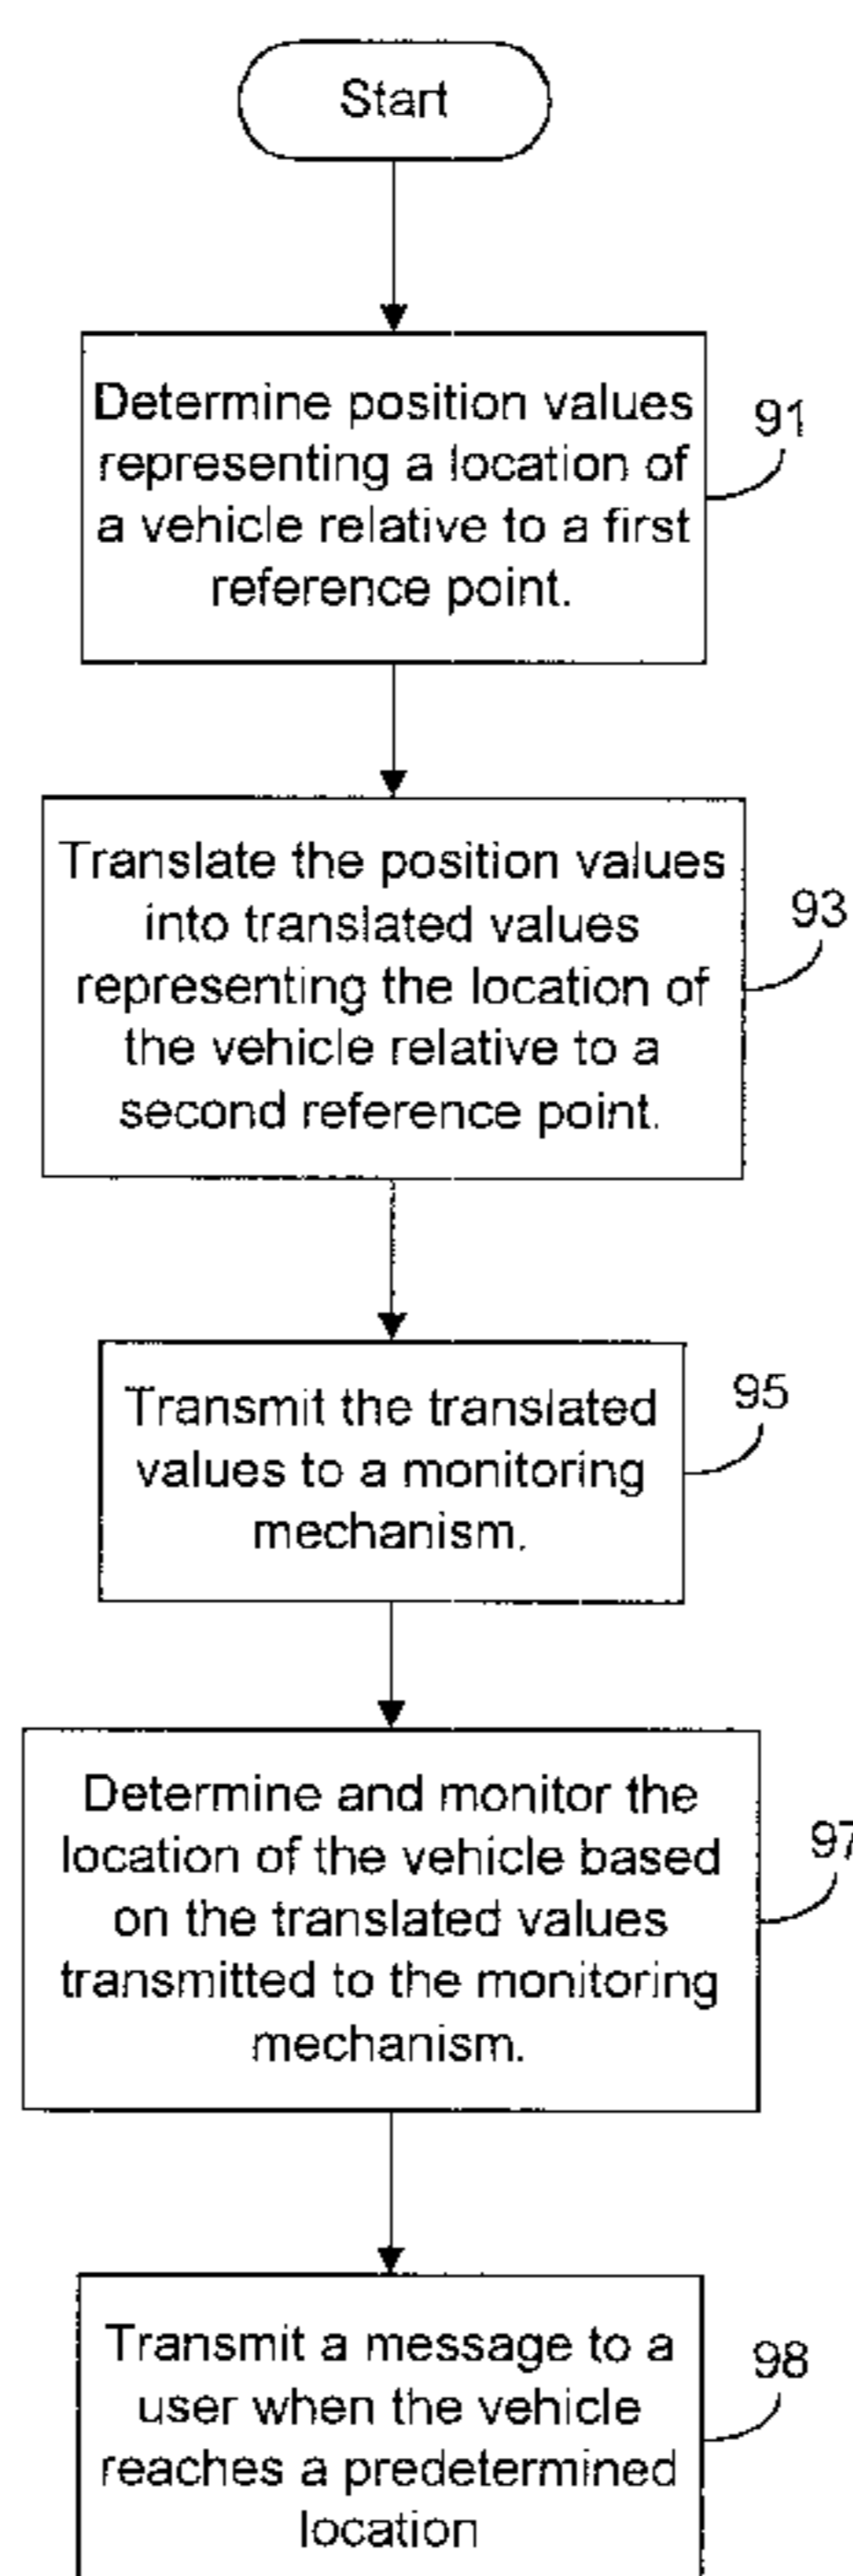 Start
Determine position values
representing a location of
a vehicle relative to a first
reference point.
91
Translate the position values
into translated values
representing the location of
the vehicle relative to a
second reference point.
93
Transmit the translated
values to a monitoring
mechanism.
95
Determine and monitor the
location of the vehicle based
on the translated values
transmitted to the monitoring
mechanism.
97
Transmit a message to a
user when the vehicle
reaches a predetermined
location
98